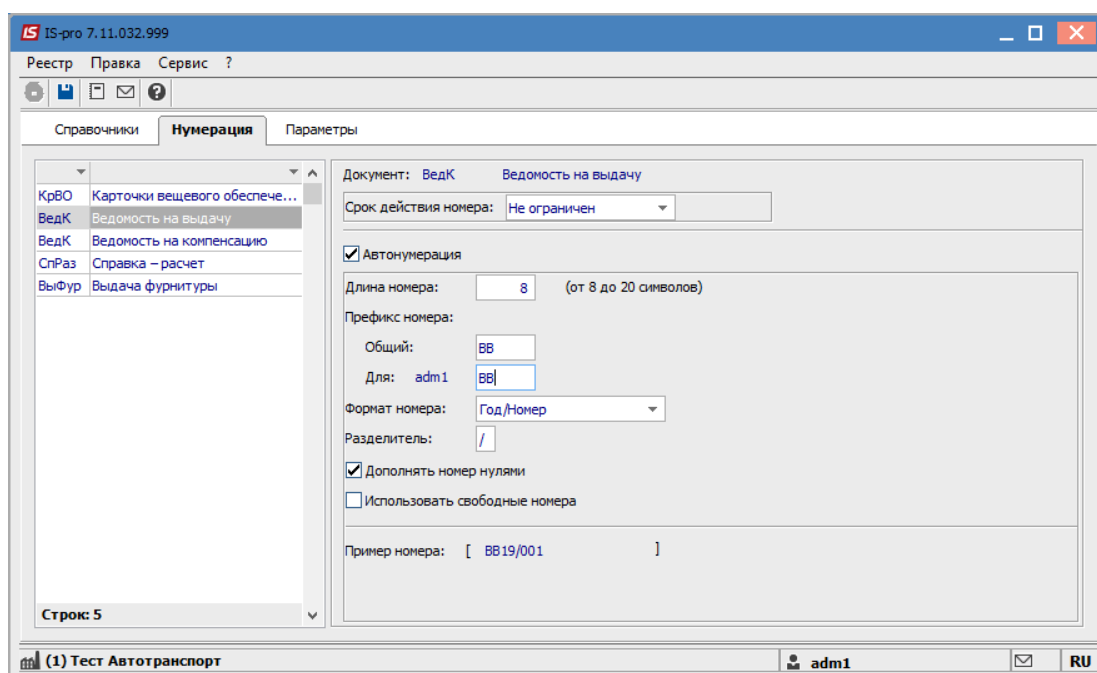 IS-pro 7.11.032.999
Реестр Правка Сервис ?
Справочники Нумерация Параметры
КрВО Карточки вещевого обеспече...
ВедК Ведомость на выдачу
ВедК Ведомость на компенсацию
СпРаз Справка – расчет
ВыФур Выдача фурнитуры
Строк: 5
Документ: ВедК Ведомость на выдачу
Срок действия номера: Не ограничен
Автонумерация
Длина номера: 8 (от 8 до 20 символов)
Префикс номера:
Общий: ВВ
Для: adm1 ВВ
Формат номера: Год/Номер
Разделитель: /
Дополнять номер нулями
Использовать свободные номера
Пример номера: [ ВВ19/001 ]
(1) Тест Автотранспорт adm1 RU